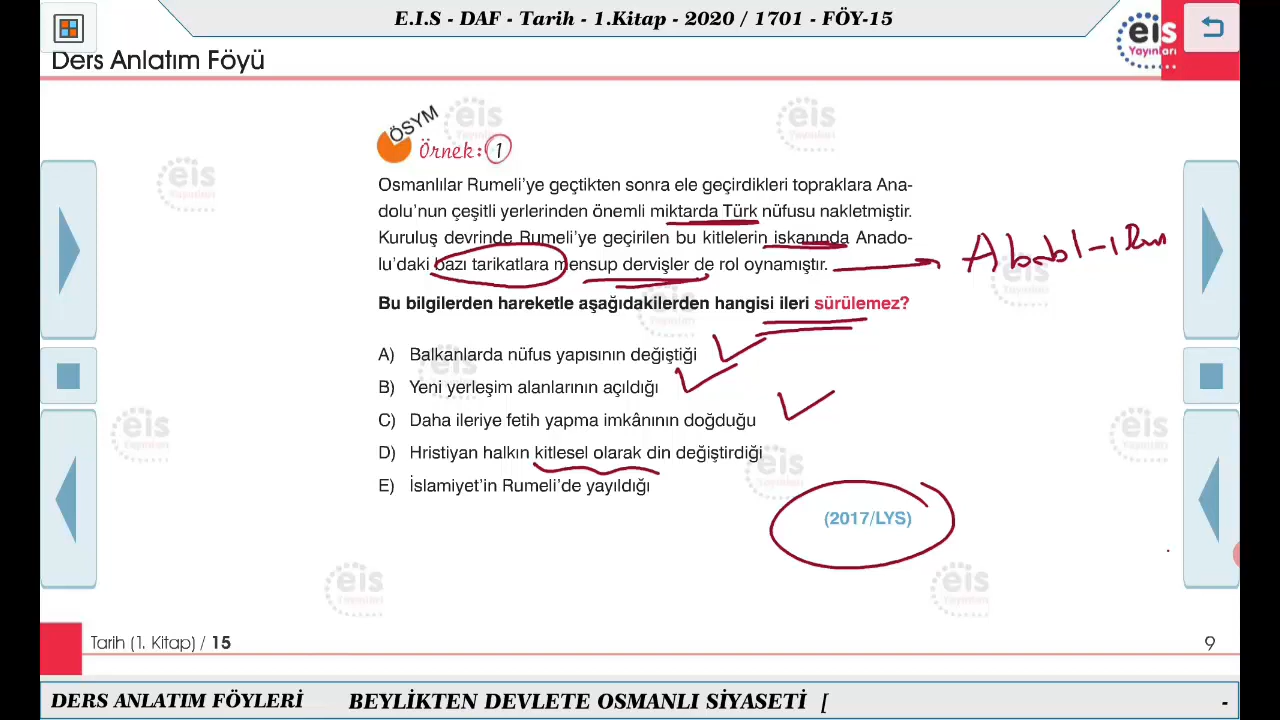 E.I.S - DAF - Tarih - 1.Kitap - 2020 / 1701 - FÖY-15
eis
Yayınları
Ders Anlatım Föyü
ÖSYM
Örnek: 1
Osmanlılar Rumeli'ye geçtikten sonra ele geçirdikleri topraklara Ana-
dolu'nun çeşitli yerlerinden önemli miktarda Türk nüfusu nakletmiştir.
Kuruluş devrinde Rumeli'ye geçirilen bu kitlelerin iskanında Anado-
lu'daki bazı tarikatlara mensup dervişler de rol oynamıştır.
Bu bilgilerden hareketle aşağıdakilerden hangisi ileri sürülemez?
A) Balkanlarda nüfus yapısının değiştiği
B) Yeni yerleşim alanlarının açıldığı
C) Daha ileriye fetih yapma imkânının doğduğu
D) Hristiyan halkın kitlesel olarak din değiştirdiği
E) İslamiyet'in Rumeli'de yayıldığı
(2017/LYS)
Tarih (1. Kitap) / 15
9
DERS ANLATIM FÖYLERİ BEYLİKTEN DEVLETE OSMANLI SİYASETİ [ -